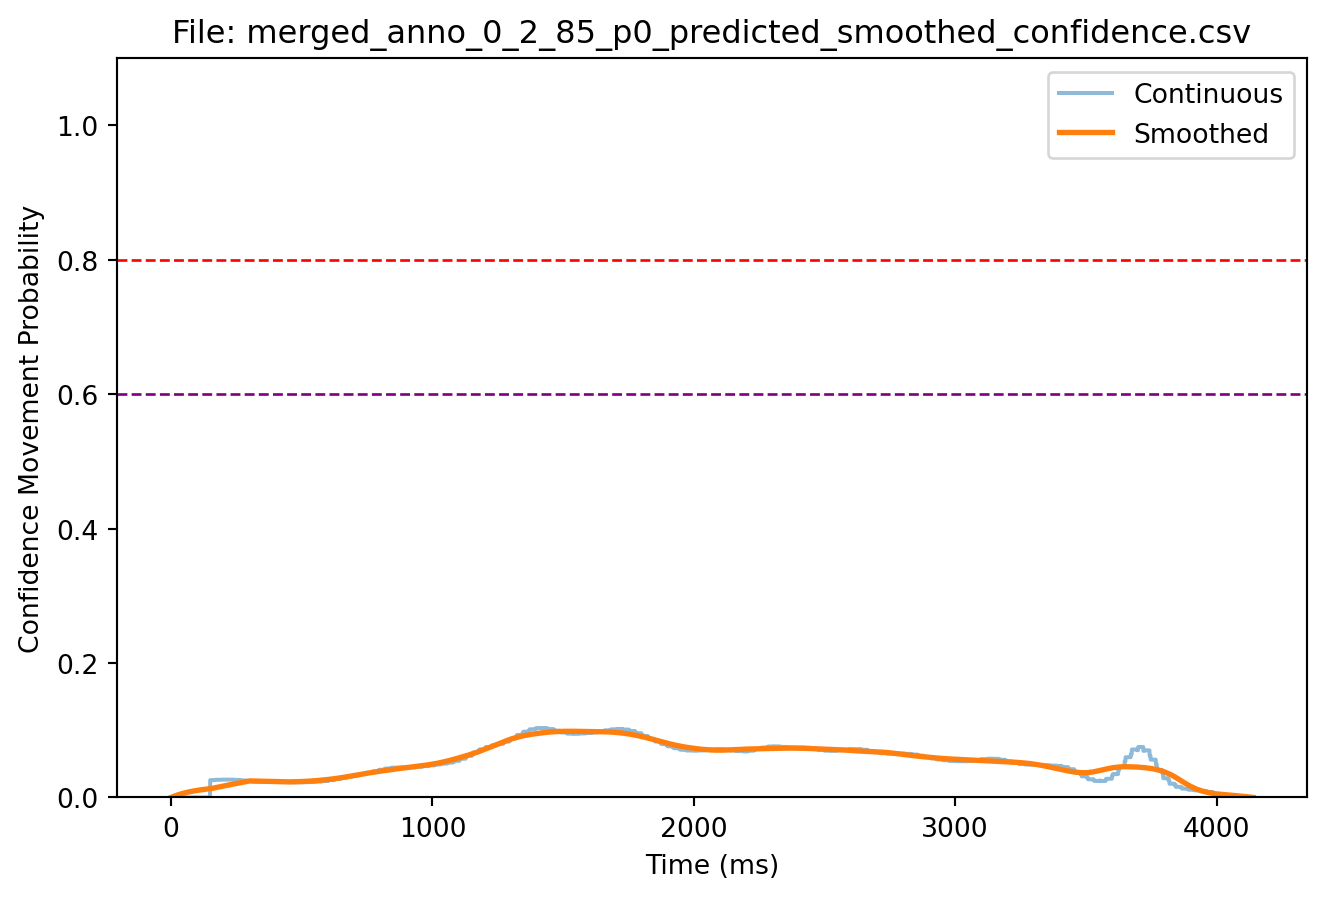 File: merged_anno_0_2_85_p0_predicted_smoothed_confidence.csv
Continuous
Smoothed
Confidence Movement Probability
1.0
0.8
0.6
0.4
0.2
0.0
0 1000 2000 3000 4000
Time (ms)